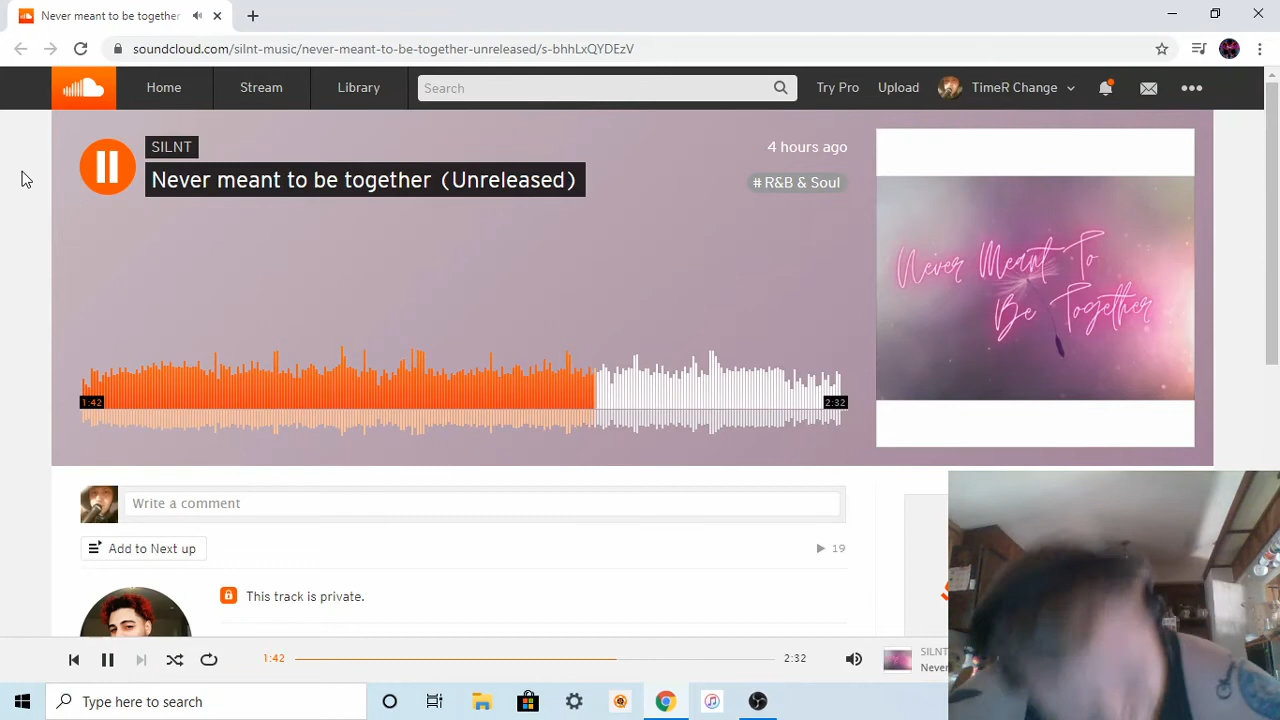 Never meant to be together
soundcloud.com/silnt-music/never-meant-to-be-together-unreleased/s-bhhLxQYDEzV
Home
Stream
Library
Search
Try Pro
Upload
TimeR Change
SILNT
Never meant to be together (Unreleased)
4 hours ago
# R&B & Soul
Never Meant To
Be Together
1:42
2:32
Write a comment
Add to Next up
19
This track is private.
1:42
2:32
SILNT
Never
Type here to search